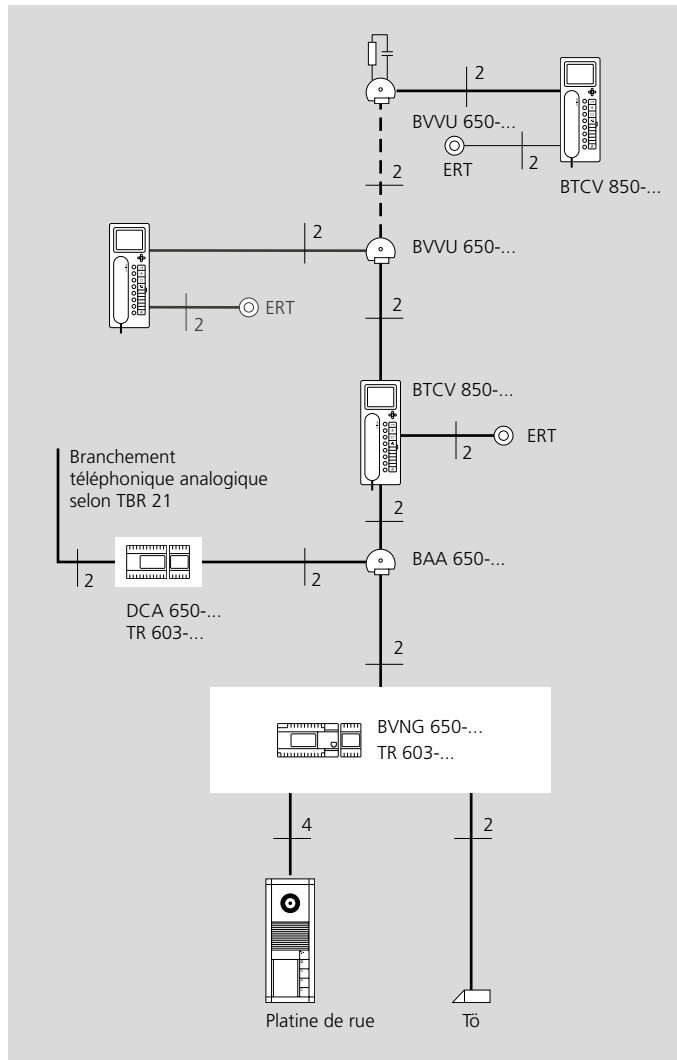 2
BVVU 650-...
ERT
2
BTCV 850-...
2
2
BVVU 650-...
ERT
2
2
BTCV 850-...
ERT
2
Branchement
téléphonique analogique
selon TBR 21
2
2
2
BAA 650-...
DCA 650-...
TR 603-...
2
BVNG 650-...
TR 603-...
4
2
Platine de rue
Tö